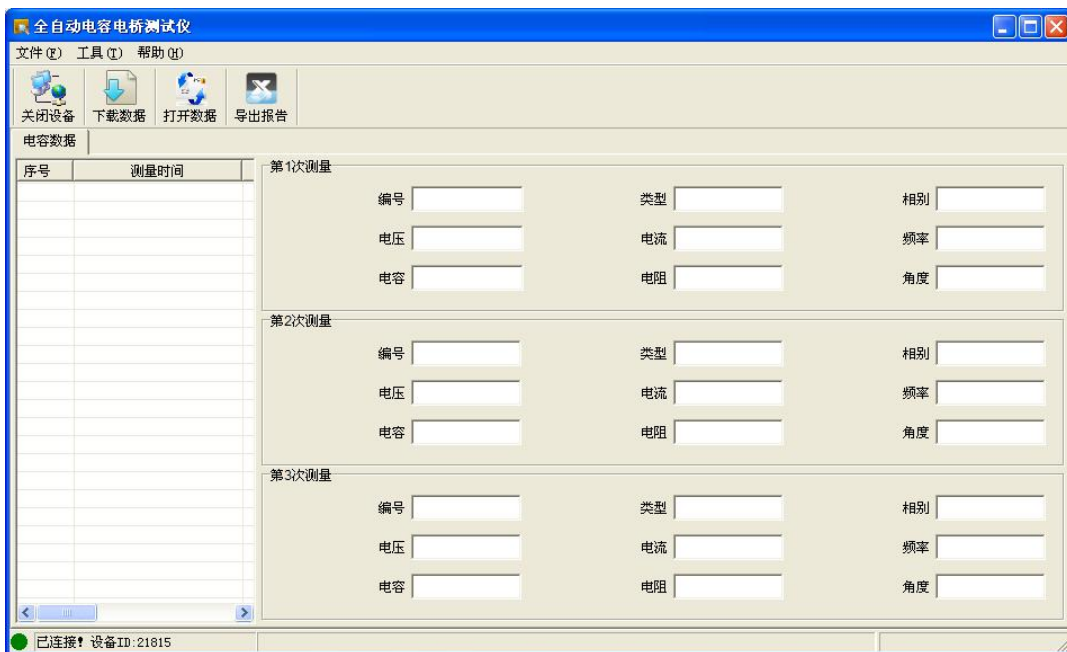 全自动电容电桥测试仪
文件(F) 工具(T) 帮助(H)
关闭设备 下载数据 打开数据 导出报告
电容数据
序号 测量时间
第1次测量
编号 类型 相别
电压 电流 频率
电容 电阻 角度
第2次测量
编号 类型 相别
电压 电流 频率
电容 电阻 角度
第3次测量
编号 类型 相别
电压 电流 频率
电容 电阻 角度
已连接! 设备ID:21815